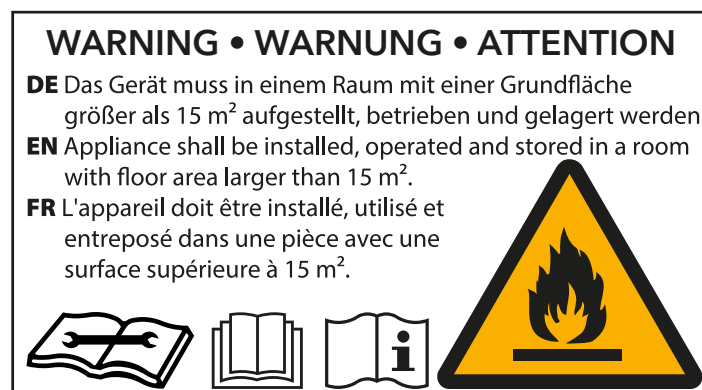 WARNING • WARNUNG • ATTENTION
DE Das Gerät muss in einem Raum mit einer Grundfläche
größer als 15 m² aufgestellt, betrieben und gelagert werden
EN Appliance shall be installed, operated and stored in a room
with floor area larger than 15 m².
FR L'appareil doit être installé, utilisé et
entreposé dans une pièce avec une
surface supérieure à 15 m².
i